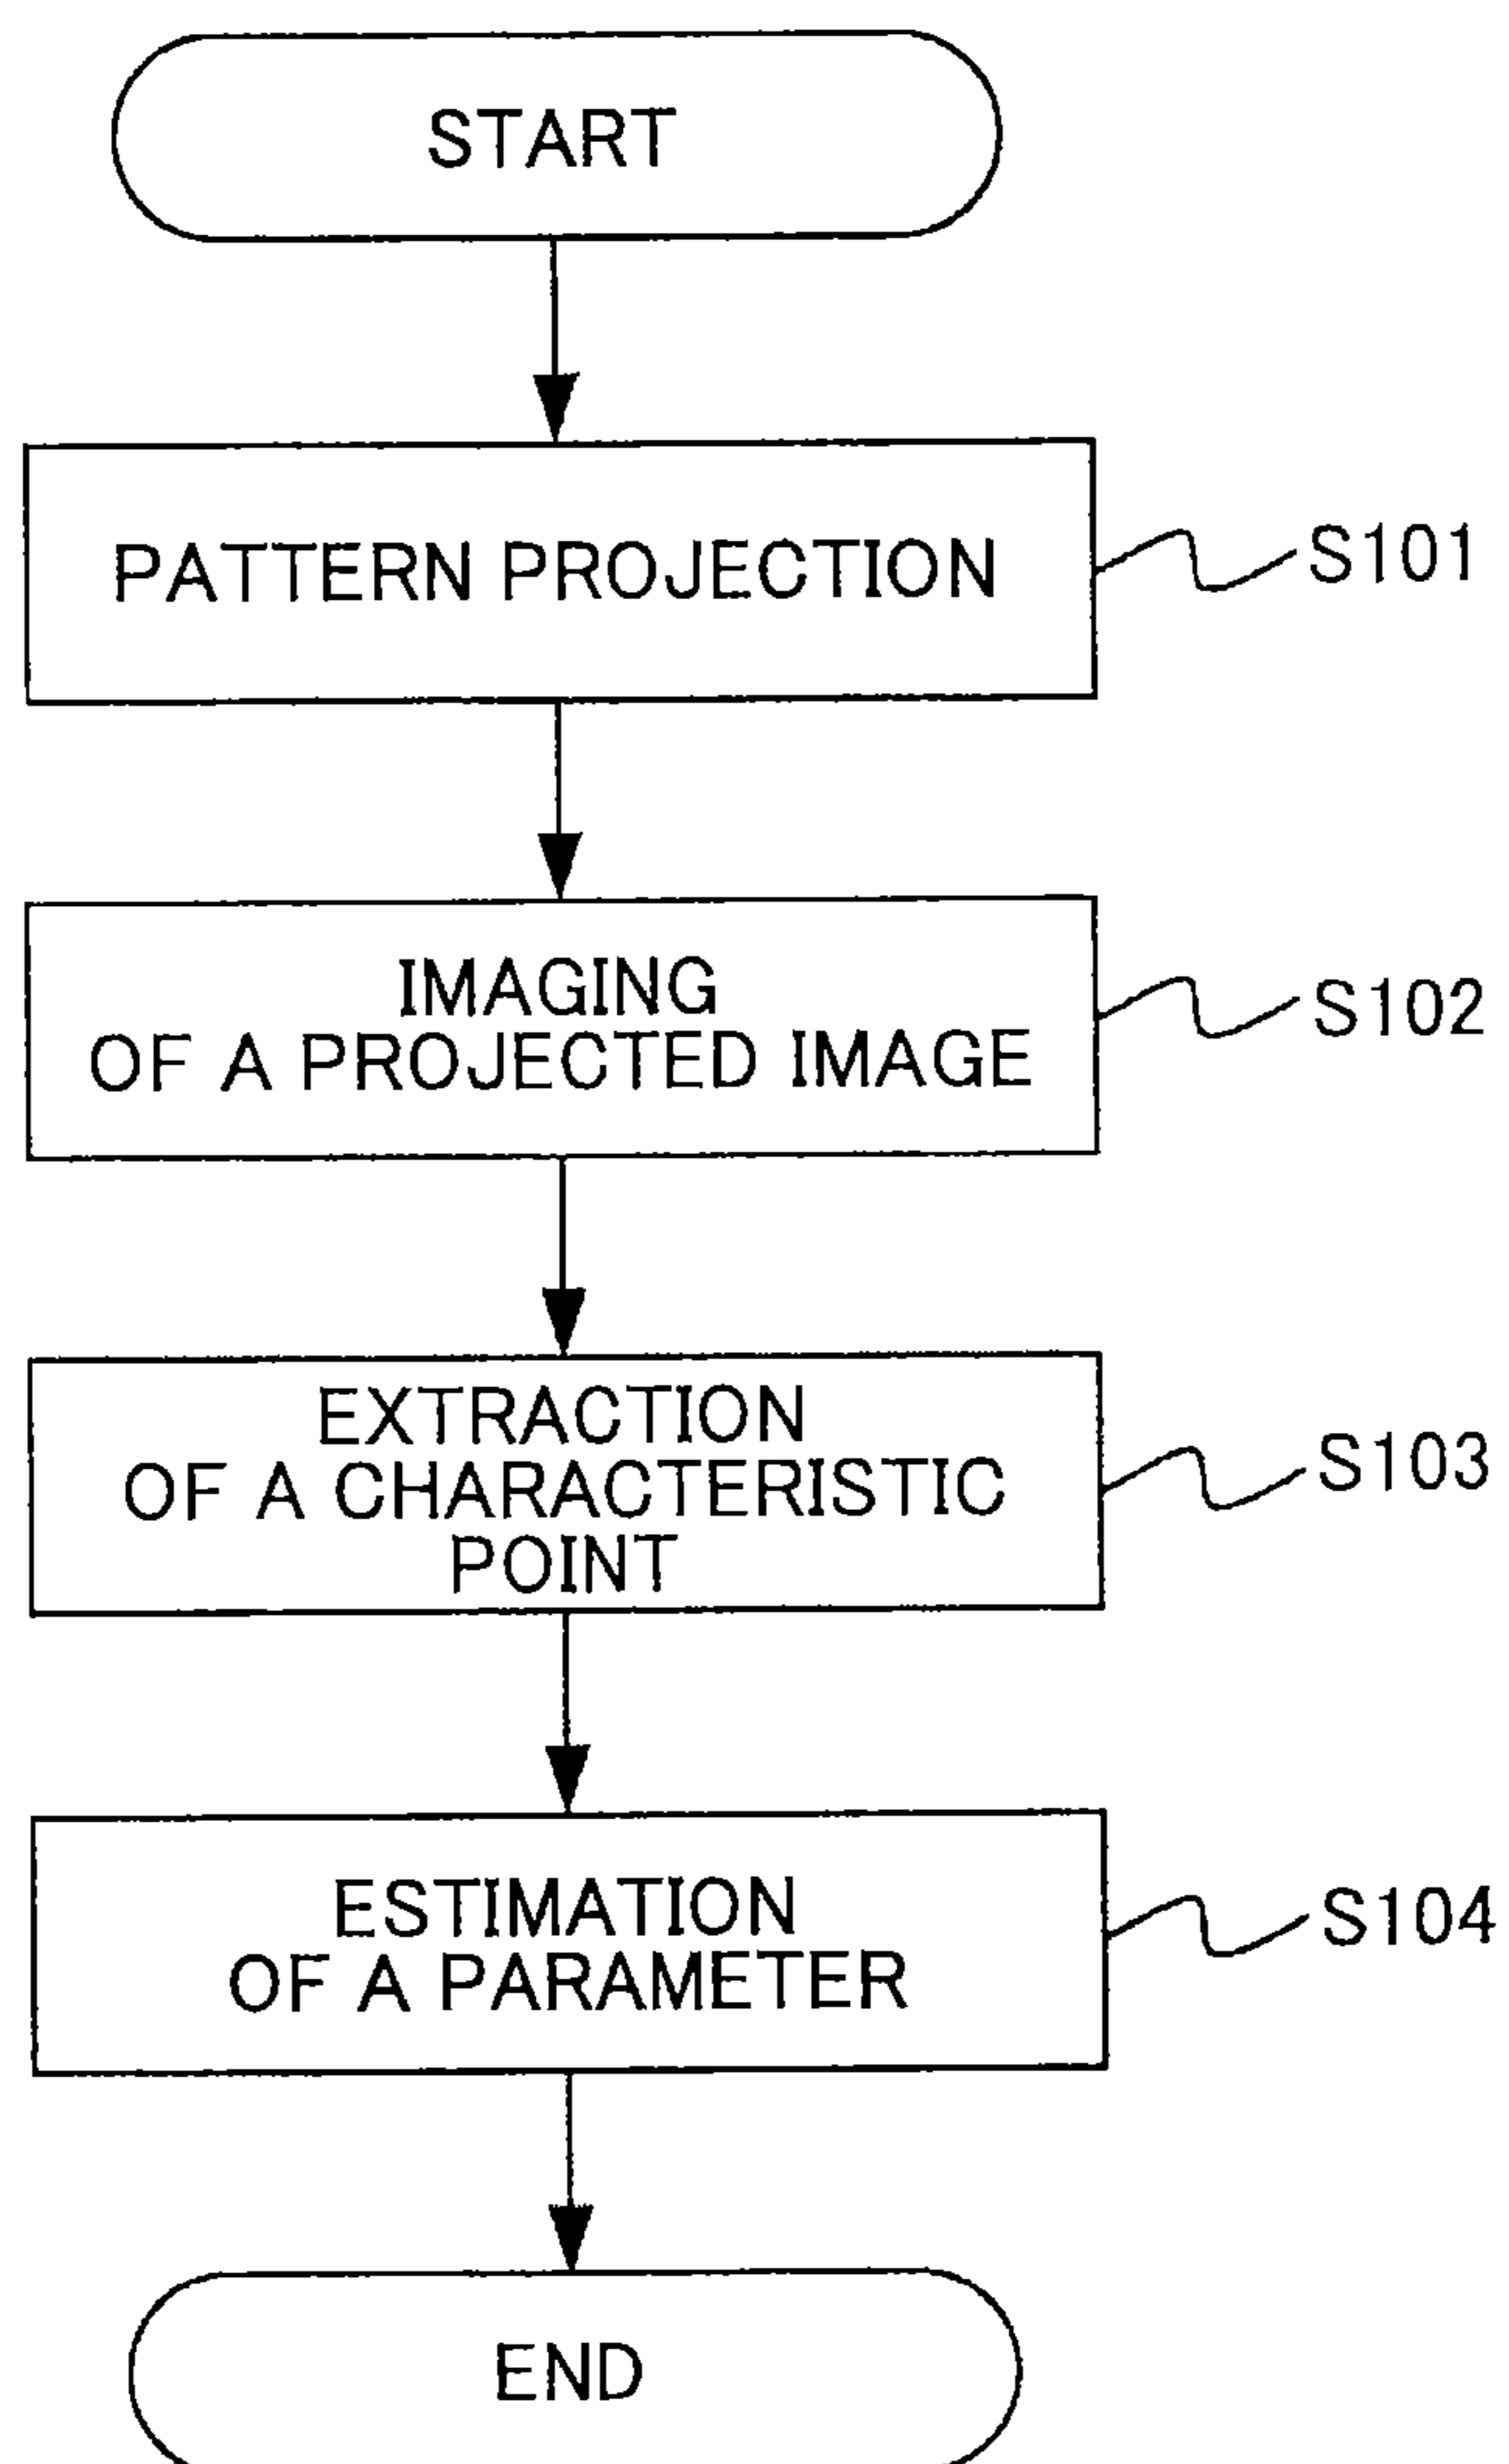 START
PATTERN PROJECTION
S101
IMAGING
OF A PROJECTED IMAGE
S102
EXTRACTION
OF A CHARACTERISTIC
POINT
S103
ESTIMATION
OF A PARAMETER
S104
END